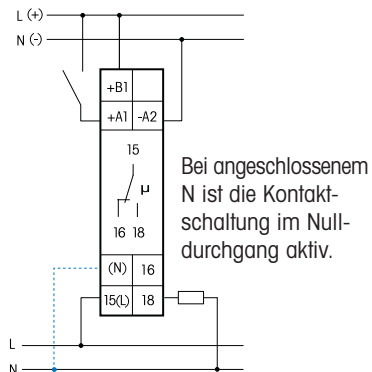 L (+)
N (-)
+B1
+A1 -A2
15
µ
16 18
Bei angeschlossenem
N ist die Kontakt-
schaltung im Null-
durchgang aktiv.
(N) 16
15(L) 18
L
N